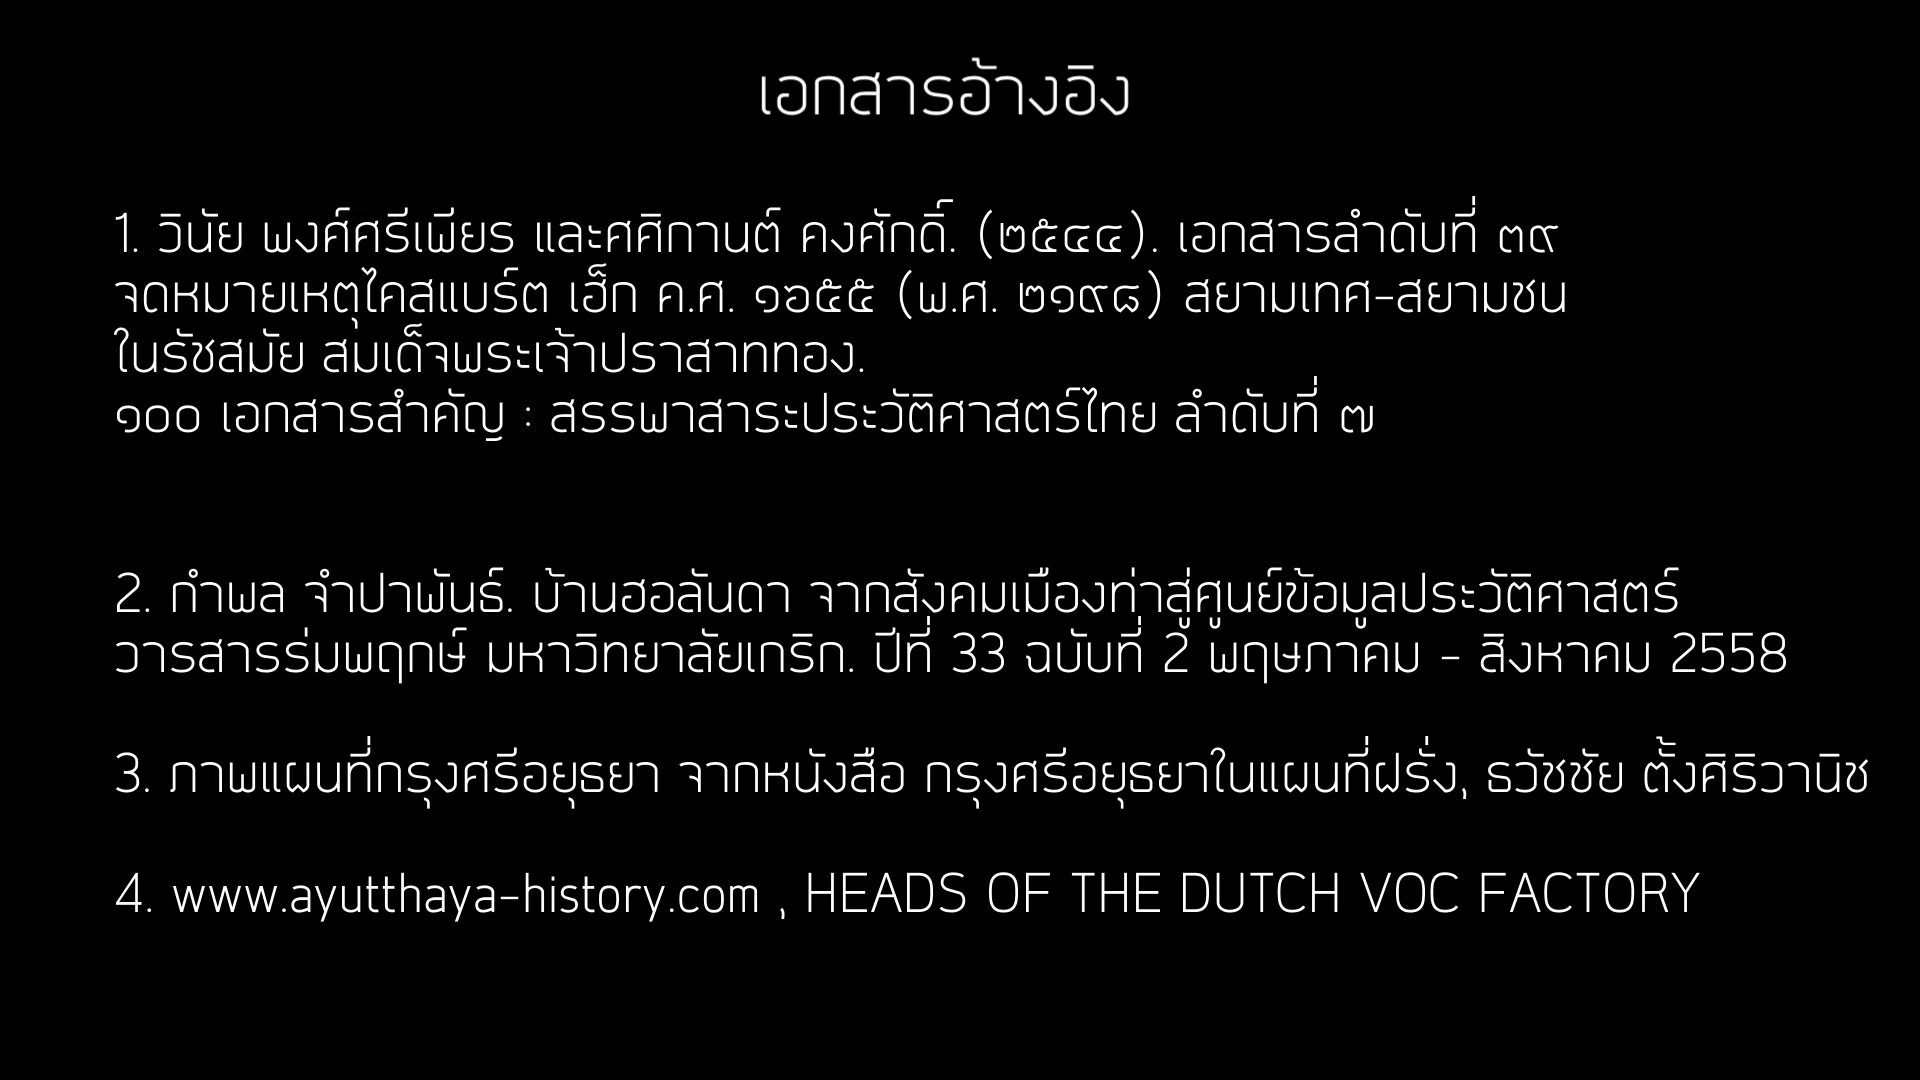 เอกสารอ้างอิง
1. วินัย พงศ์ศรีเพียร และศศิกานต์ คงศักดิ์. (๒๕๔๔). เอกสารลำดับที่ ๓๙
จดหมายเหตุไคสแบร์ต เฮ็ก ค.ศ. ๑๖๕๕ (พ.ศ. ๒๑๙๘) สยามเทศ-สยามชน
ในรัชสมัย สมเด็จพระเจ้าปราสาททอง.
๑๐๐ เอกสารสำคัญ : สรรพาสาระประวัติศาสตร์ไทย ลำดับที่ ๗
2. กำพล จำปาพันธ์. บ้านฮอลันดา จากสังคมเมืองท่าสู่ศูนย์ข้อมูลประวัติศาสตร์
วารสารร่มพฤกษ์ มหาวิทยาลัยเกริก. ปีที่ 33 ฉบับที่ 2 พฤษภาคม - สิงหาคม 2558
3. ภาพแผนที่กรุงศรีอยุธยา จากหนังสือ กรุงศรีอยุธยาในแผนที่ฝรั่ง, ธวัชชัย ตั้งศิริวานิช
4. www.ayutthaya-history.com , HEADS OF THE DUTCH VOC FACTORY